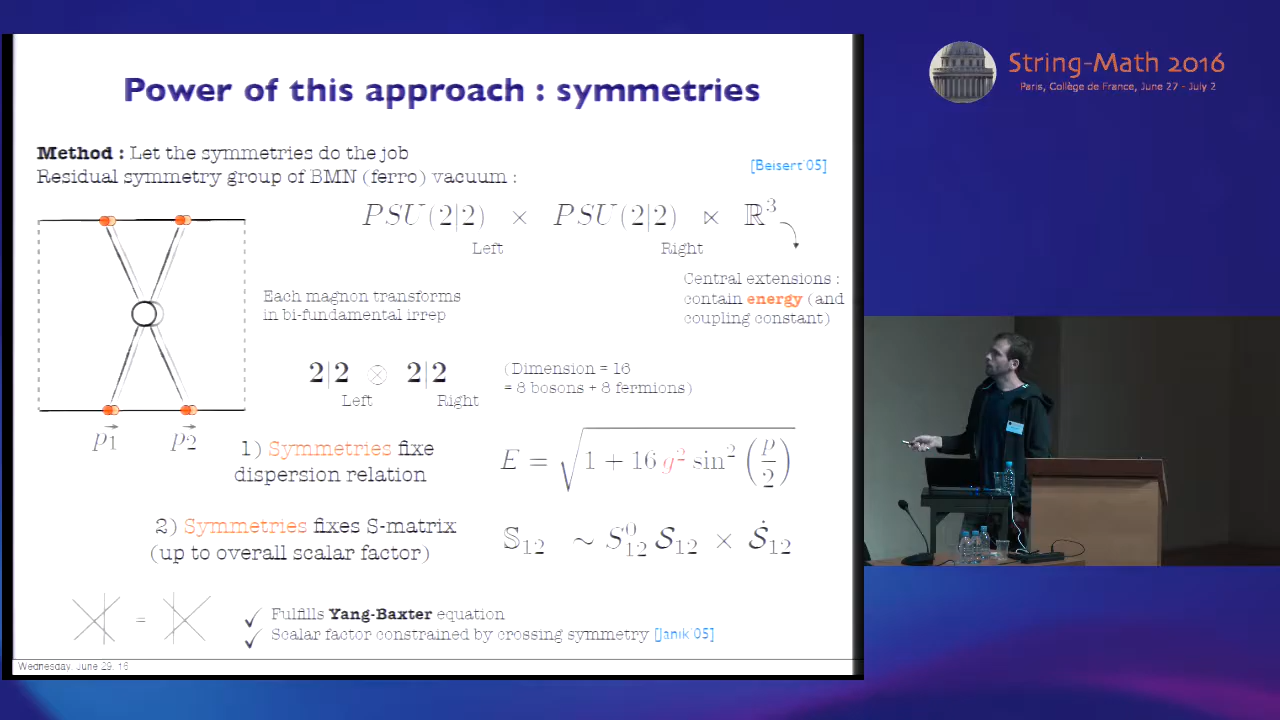 Power of this approach : symmetries
String-Math 2016
Paris, Collège de France, June 27 - July 2
Method : Let the symmetries do the job
Residual symmetry group of BMN (ferro) vacuum :
[Beisert'05]
PSU(2|2) × PSU(2|2) ⋉ ℝ³
Left Right
Central extensions :
contain energy (and
coupling constant)
Each magnon transforms
in bi-fundamental irrep
2|2 ⊗ 2|2
Left Right
(Dimension = 16
= 8 bosons + 8 fermions)
p⃗₁ p⃗₂
1) Symmetries fixe
dispersion relation
E = √(1 + 16 g² sin² (p/2))
2) Symmetries fixes S-matrix
(up to overall scalar factor)
𝕊₁₂ ∼ S⁰₁₂ 𝒮₁₂ × 𝒮̇₁₂
=
✓ Fulfills Yang-Baxter equation
✓ Scalar factor constrained by crossing symmetry [Janik'05]
Wednesday, June 29, 16